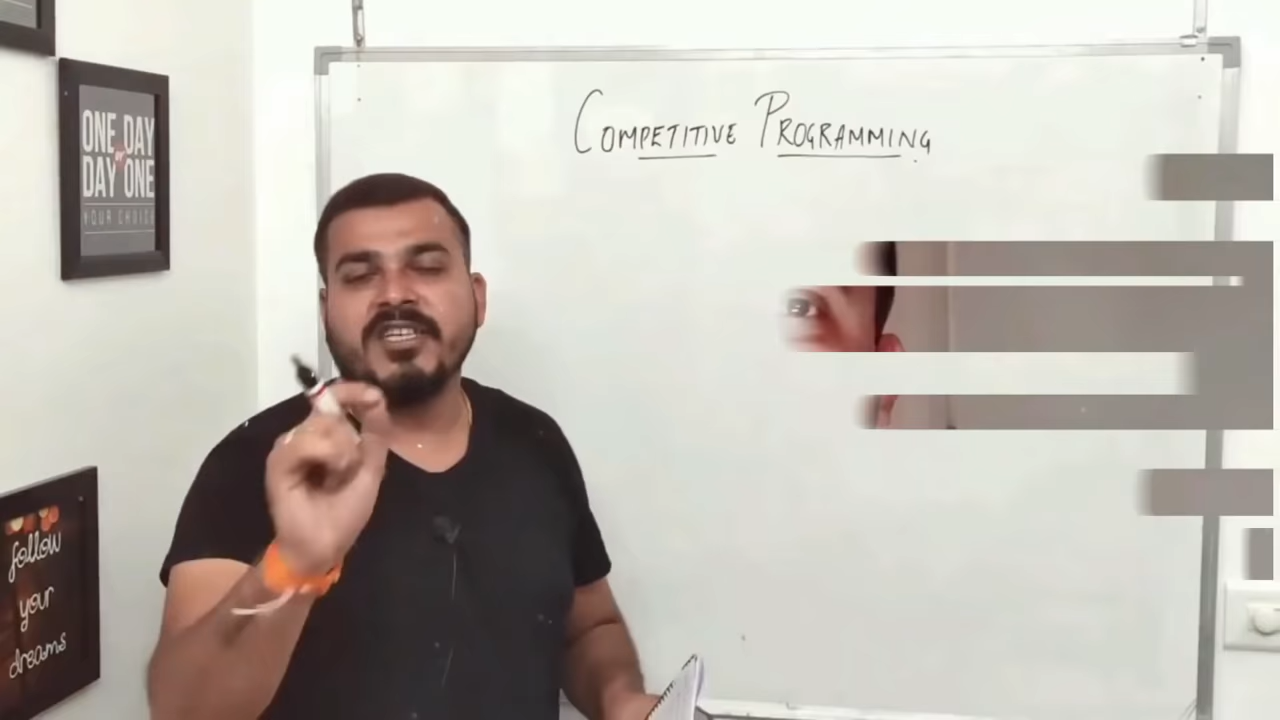 COMPETITIVE PROGRAMMING
ONE DAY
or
DAY ONE
YOUR CHOICE
follow
your
dreams